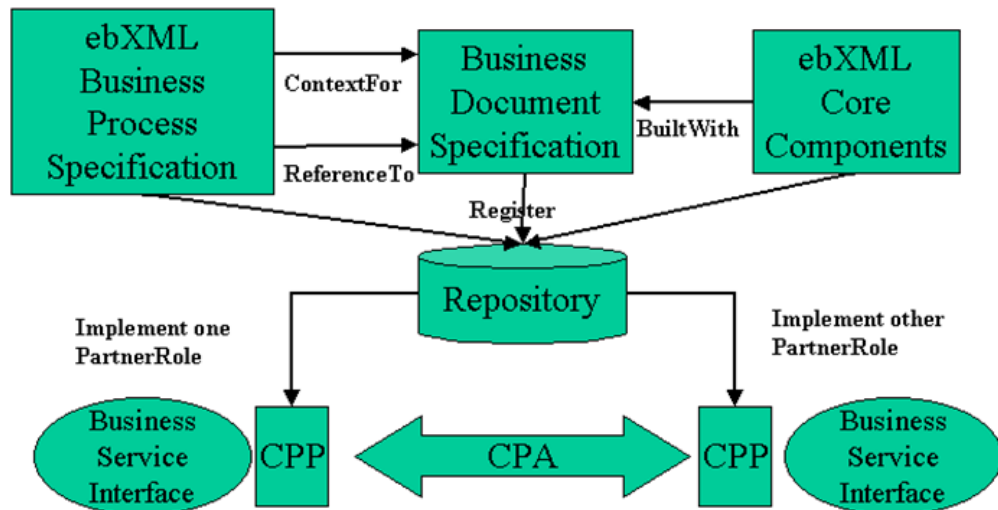 ebXML
Business
Process
Specification
ContextFor
ReferenceTo
Business
Document
Specification
BuiltWith
ebXML
Core
Components
Register
Repository
Implement one
PartnerRole
Implement other
PartnerRole
Business
Service
Interface
CPP
CPA
CPP
Business
Service
Interface